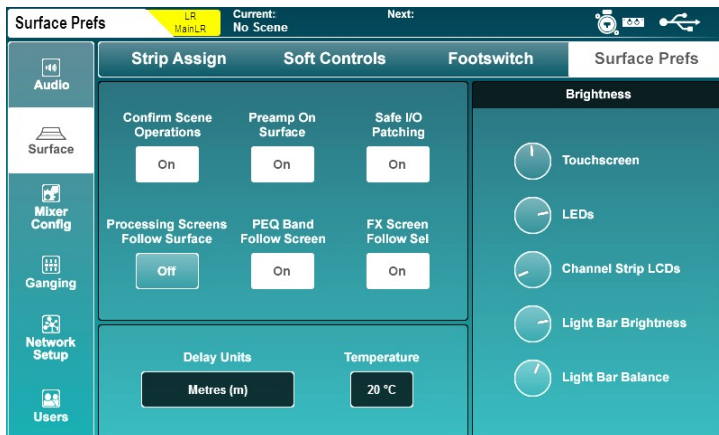 Surface Prefs
LR
MainLR
Current:
No Scene
Next:
Audio
Surface
Mixer
Config
Ganging
Network
Setup
Users
Strip Assign
Soft Controls
Footswitch
Surface Prefs
Confirm Scene
Operations
On
Preamp On
Surface
On
Safe I/O
Patching
On
Processing Screens
Follow Surface
Off
PEQ Band
Follow Screen
On
FX Screen
Follow Sel
On
Delay Units
Metres (m)
Temperature
20 °C
Brightness
Touchscreen
LEDs
Channel Strip LCDs
Light Bar Brightness
Light Bar Balance